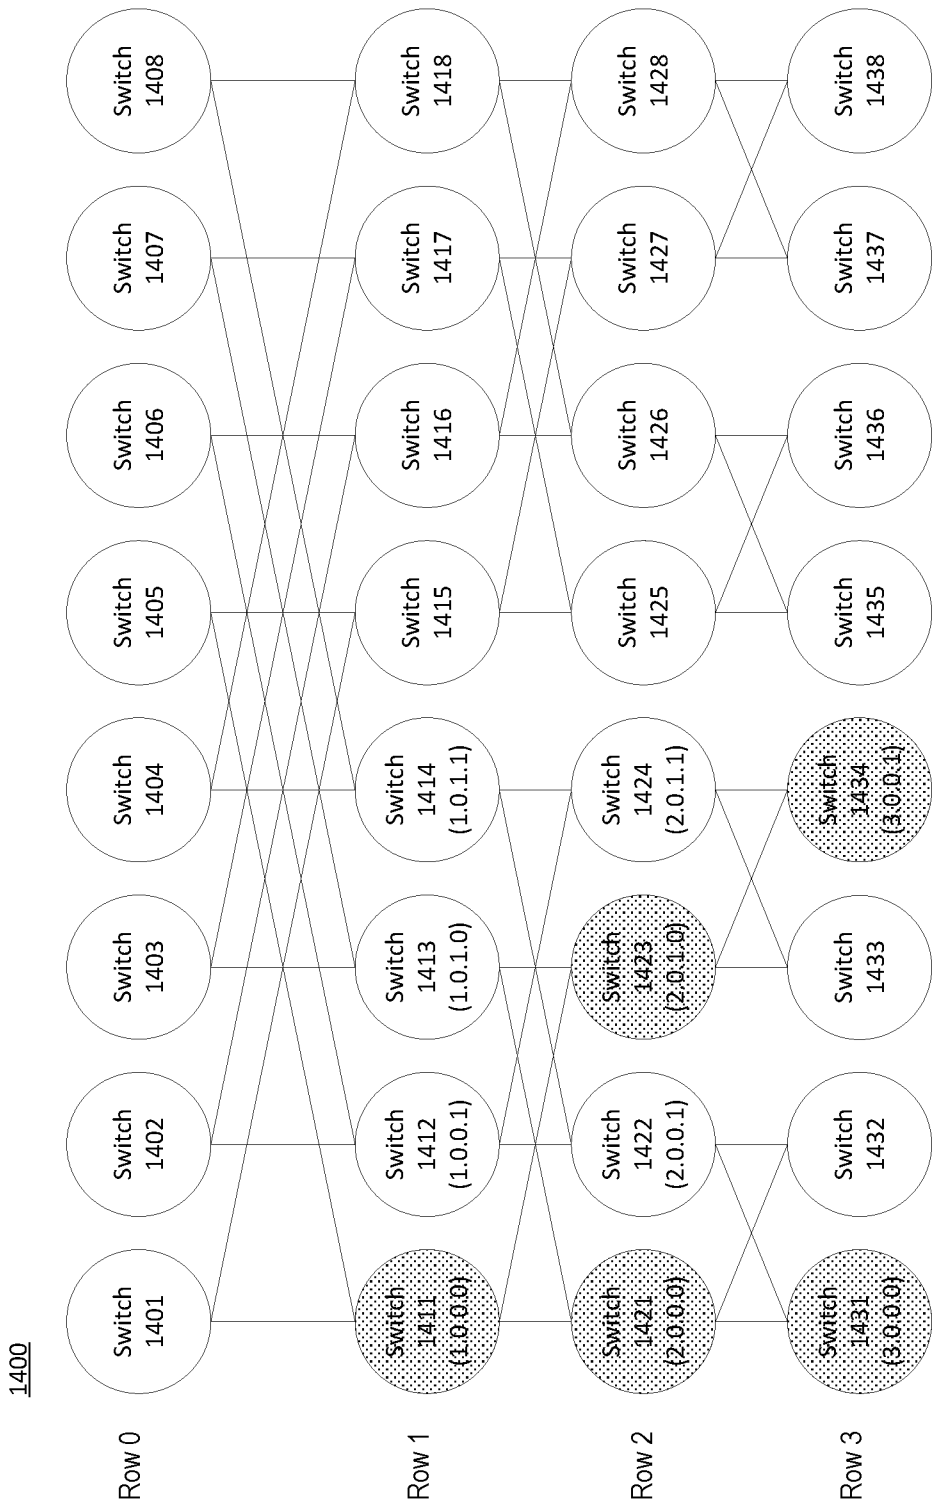 1400
Row 0
Switch
1401
Switch
1402
Switch
1403
Switch
1404
Switch
1405
Switch
1406
Switch
1407
Switch
1408
Row 1
Switch
1411
(1.0.0.0)
Switch
1412
(1.0.0.1)
Switch
1413
(1.0.1.0)
Switch
1414
(1.0.1.1)
Switch
1415
Switch
1416
Switch
1417
Switch
1418
Row 2
Switch
1421
(2.0.0.0)
Switch
1422
(2.0.0.1)
Switch
1423
(2.0.1.0)
Switch
1424
(2.0.1.1)
Switch
1425
Switch
1426
Switch
1427
Switch
1428
Row 3
Switch
1431
(3.0.0.0)
Switch
1432
Switch
1433
Switch
1434
(3.0.0.1)
Switch
1435
Switch
1436
Switch
1437
Switch
1438